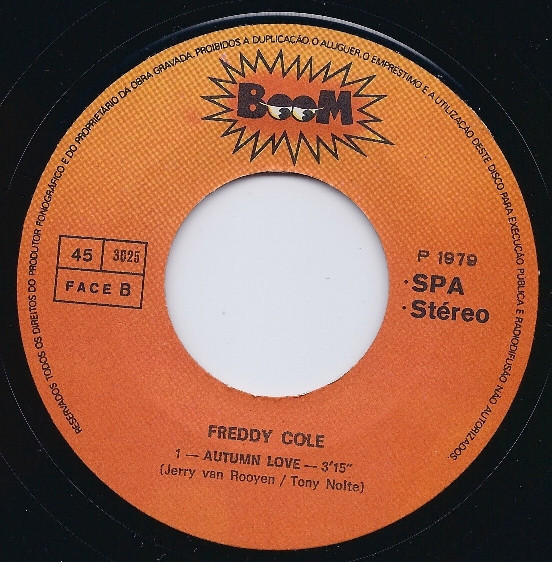 RESERVADOS TODOS OS DIREITOS DO PRODUTOR FONOGRÁFICO E DO PROPRIETÁRIO DA OBRA GRAVADA. PROIBIDOS A DUPLICAÇÃO, O ALUGUER, O EMPRESTIMO E A UTILIZAÇÃO DESTE DISCO PARA EXECUÇÃO PUBLICA E RADIODIFUSÃO NÃO AUTORIZADOS.
BOOM
45 3025
FACE B
P 1979
·SPA
·Stéreo
FREDDY COLE
1 — AUTUMN LOVE — 3'15"
(Jerry van Rooyen / Tony Nolte)